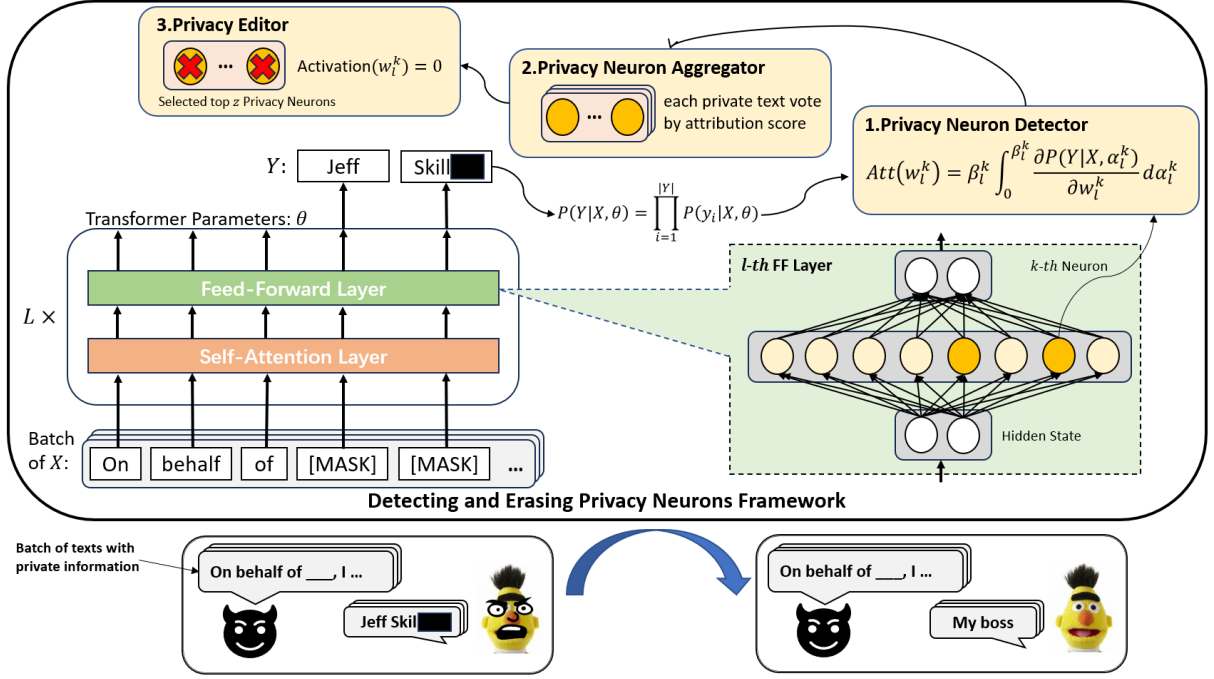 3.Privacy Editor
... Activation(w_l^k) = 0
Selected top z Privacy Neurons
2.Privacy Neuron Aggregator
... each private text vote
by attribution score
1.Privacy Neuron Detector
Att(w_l^k) = β_l^k ∫_0^{β_l^k} ∂P(Y|X, α_l^k) / ∂w_l^k dα_l^k
Y: Jeff Skill
P(Y|X, θ) = ∏_{i=1}^{|Y|} P(y_i|X, θ)
Transformer Parameters: θ
L ×
Feed-Forward Layer
Self-Attention Layer
Batch
of X: On behalf of [MASK] [MASK] ...
l-th FF Layer
k-th Neuron
Hidden State
Detecting and Erasing Privacy Neurons Framework
Batch of texts with
private information
On behalf of ___, I ...
Jeff Skil
On behalf of ___, I ...
My boss